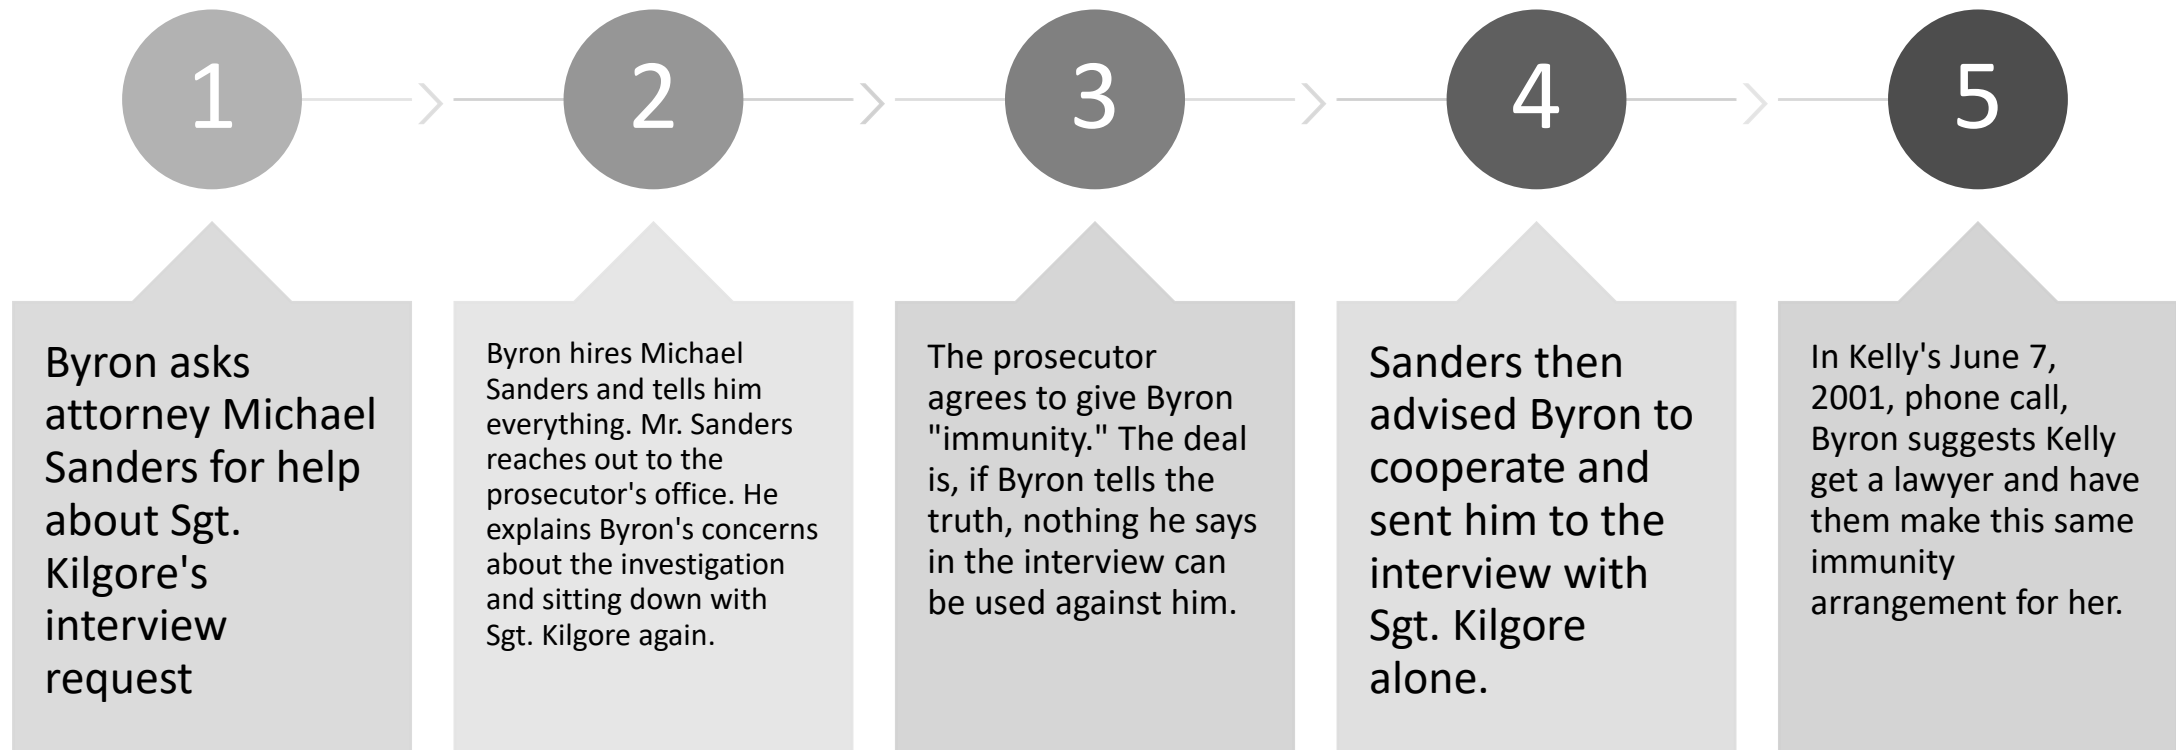 1
2
3
4
5
Byron asks
attorney Michael
Sanders for help
about Sgt.
Kilgore's
interview
request
Byron hires Michael
Sanders and tells him
everything. Mr. Sanders
reaches out to the
prosecutor's office. He
explains Byron's concerns
about the investigation
and sitting down with
Sgt. Kilgore again.
The prosecutor
agrees to give Byron
"immunity." The deal
is, if Byron tells the
truth, nothing he says
in the interview can
be used against him.
Sanders then
advised Byron to
cooperate and
sent him to the
interview with
Sgt. Kilgore
alone.
In Kelly's June 7,
2001, phone call,
Byron suggests Kelly
get a lawyer and have
them make this same
immunity
arrangement for her.